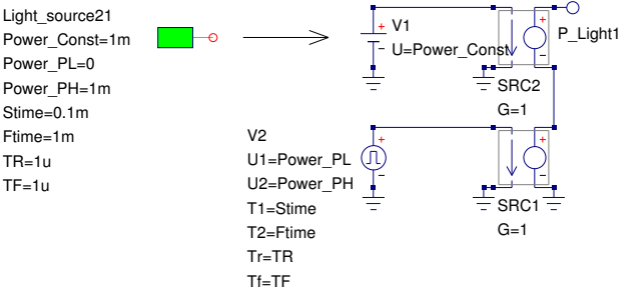 Light_source21
Power_Const=1m
Power_PL=0
Power_PH=1m
Stime=0.1m
Ftime=1m
TR=1u
TF=1u
V1
U=Power_Const
P_Light1
SRC2
G=1
V2
U1=Power_PL
U2=Power_PH
T1=Stime
T2=Ftime
Tr=TR
Tf=TF
SRC1
G=1